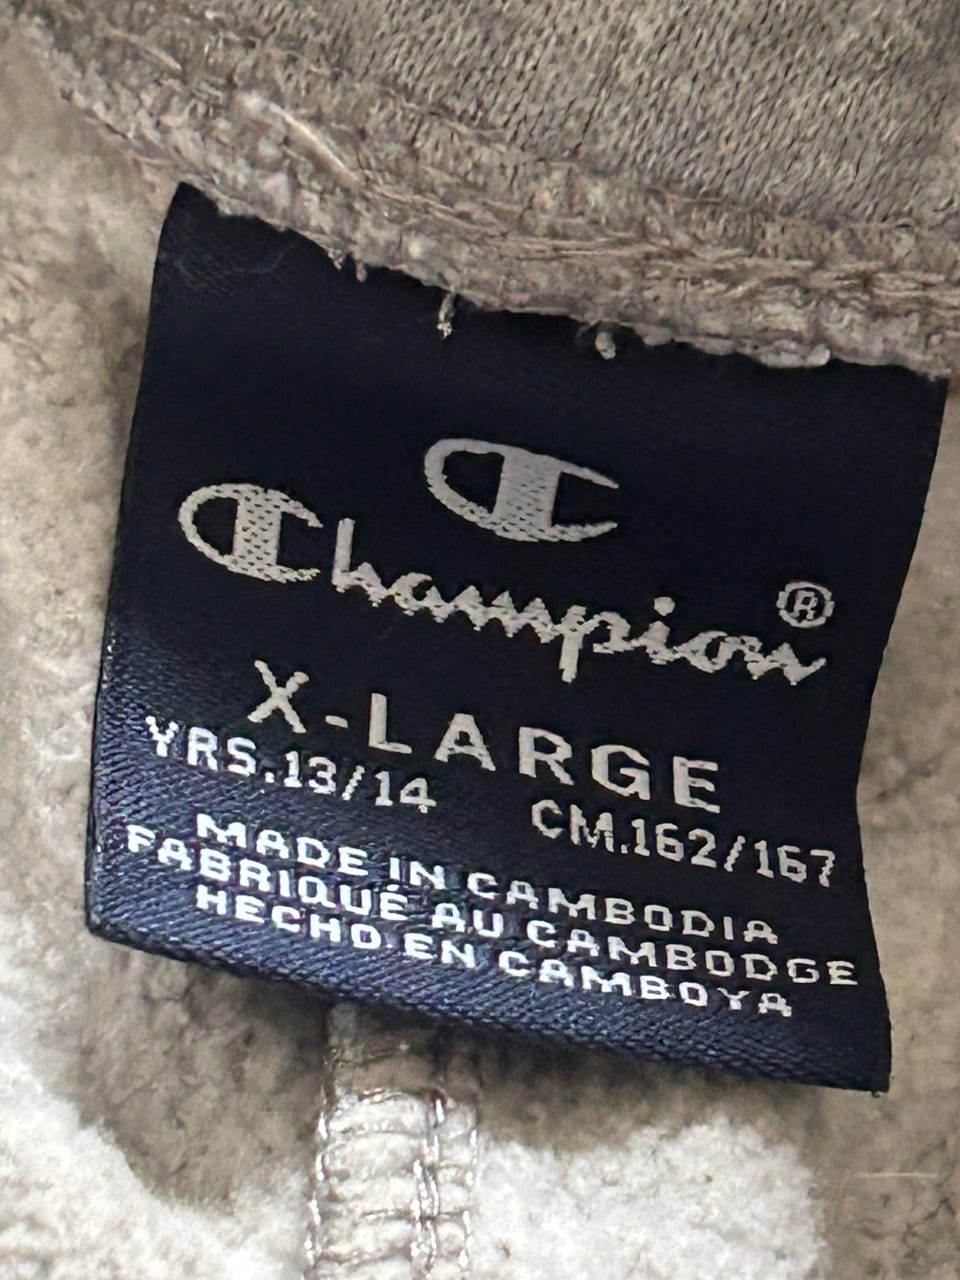 Champion®
X-LARGE
YRS.13/14 CM.162/167
MADE IN CAMBODIA
FABRIQUÉ AU CAMBODGE
HECHO EN CAMBOYA